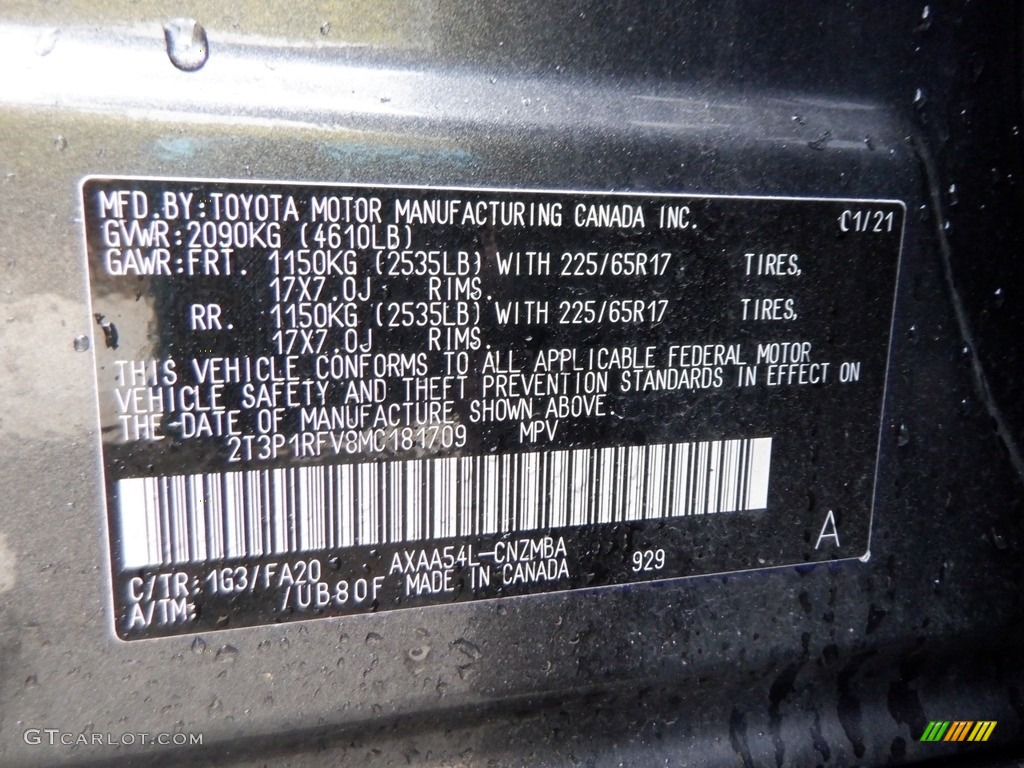 MFD.BY:TOYOTA MOTOR MANUFACTURING CANADA INC. 01/21
GVWR:2090KG (4610LB)
GAWR:FRT. 1150KG (2535LB) WITH 225/65R17 TIRES,
17X7.0J RIMS.
RR. 1150KG (2535LB) WITH 225/65R17 TIRES,
17X7.0J RIMS.
THIS VEHICLE CONFORMS TO ALL APPLICABLE FEDERAL MOTOR
VEHICLE SAFETY AND THEFT PREVENTION STANDARDS IN EFFECT ON
THE-DATE OF MANUFACTURE SHOWN ABOVE.
2T3P1RFV8MC181709 MPV
A
C/TR:1G3/FA20 AXAA54L-CNZMBA 929
A/TM: /UB80F MADE IN CANADA
GTCARLOT.COM